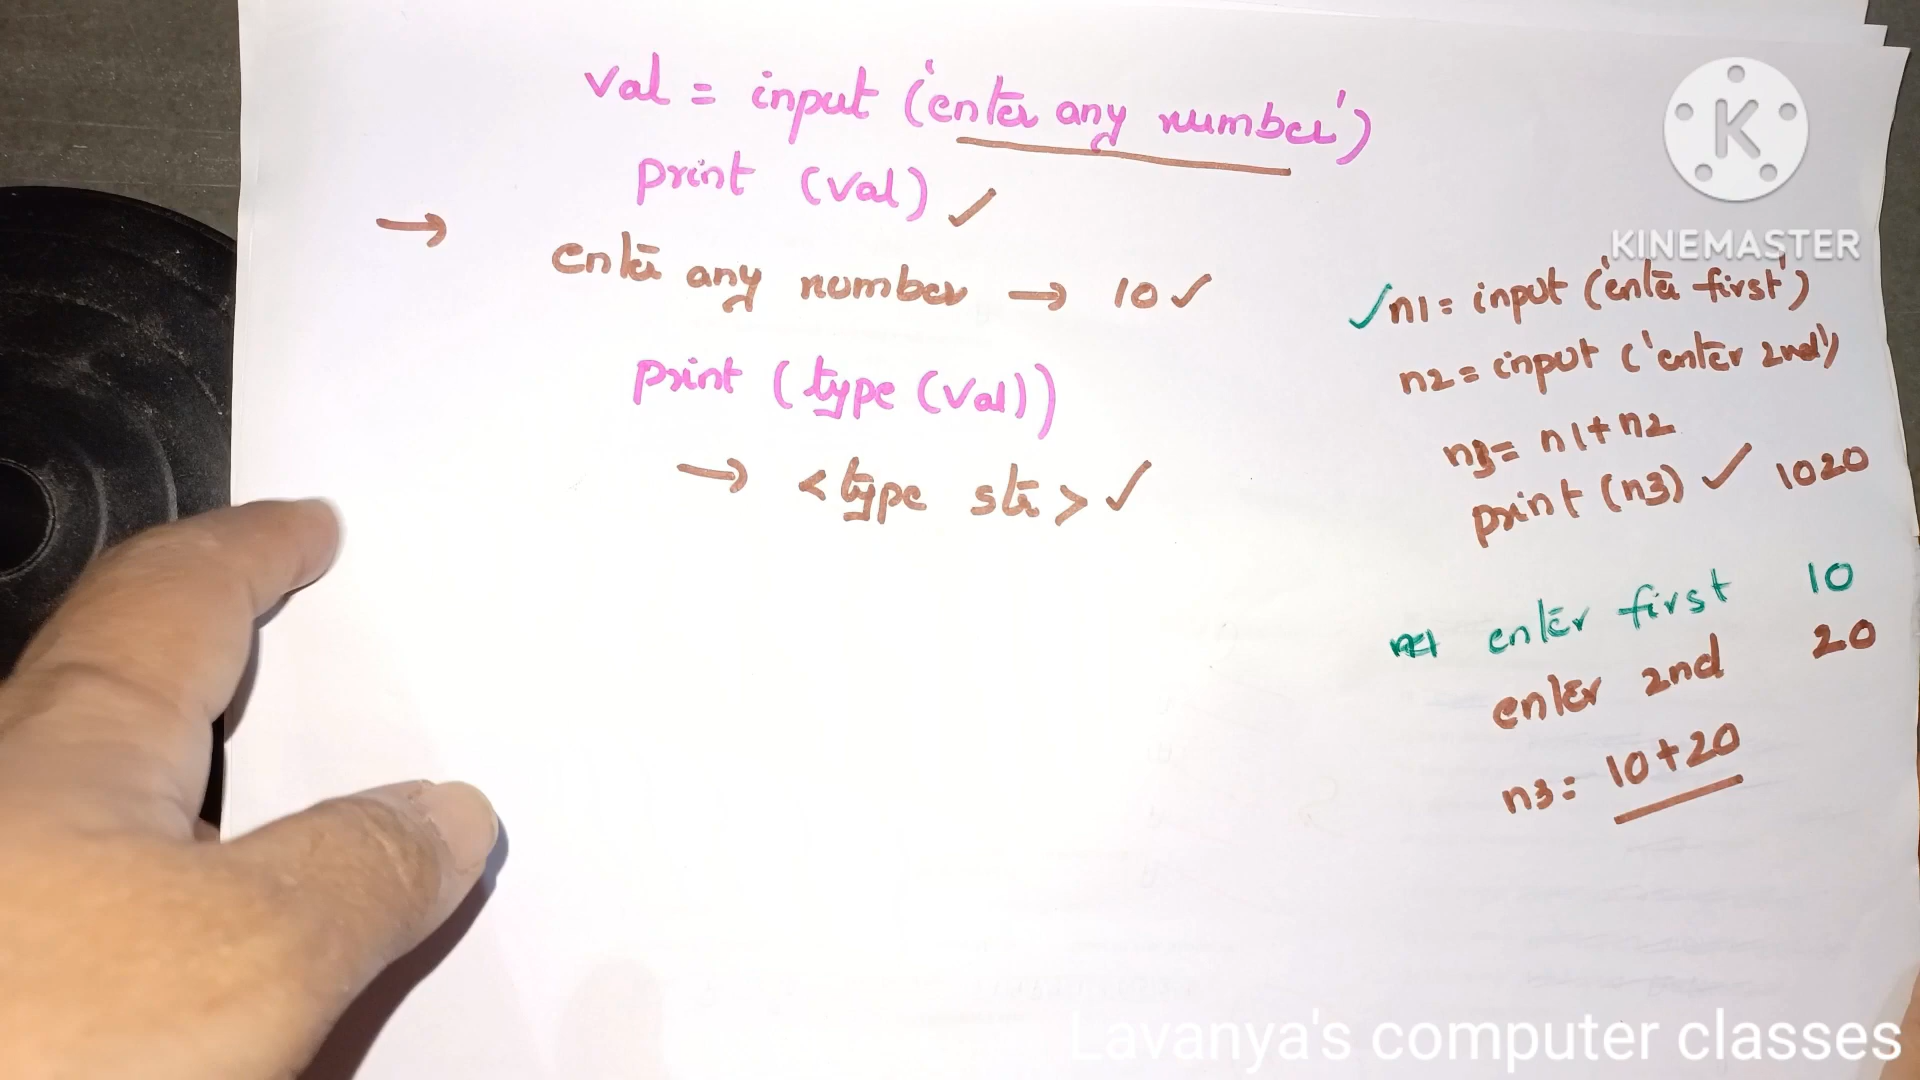 val = input ('enter any number')
print (val) ✓
→
enter any number → 10 ✓
print (type (val))
→ <type str> ✓
✓ n1 = input ('enter first')
n2 = input ('enter 2nd')
n3 = n1 + n2
print (n3) ✓ 1020
enter first 10
enter 2nd 20
n3 = 10 + 20
K
KINEMASTER
Lavanya's computer classes